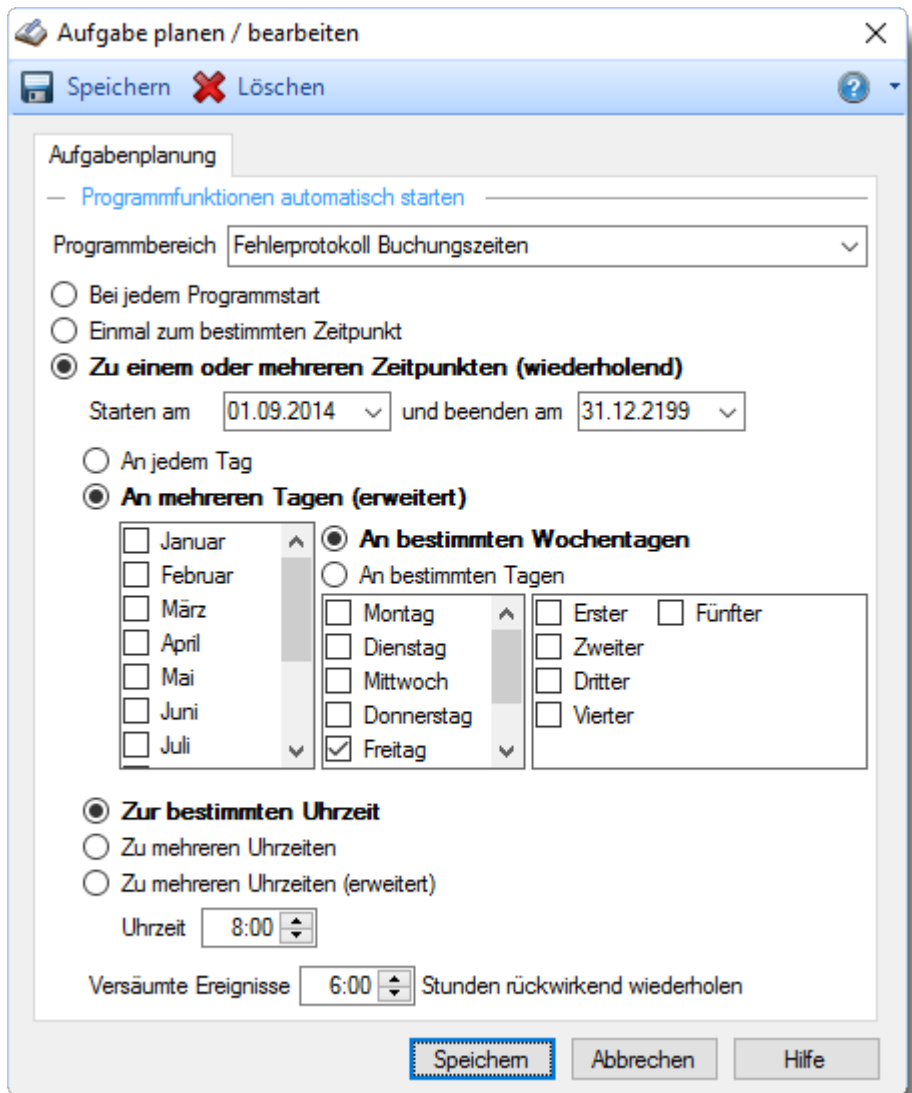 Aufgabe planen / bearbeiten
Speichern Löschen
Aufgabenplanung
Programmfunktionen automatisch starten
Programmbereich Fehlerprotokoll Buchungszeiten
Bei jedem Programmstart
Einmal zum bestimmten Zeitpunkt
Zu einem oder mehreren Zeitpunkten (wiederholend)
Starten am 01.09.2014 und beenden am 31.12.2199
An jedem Tag
An mehreren Tagen (erweitert)
Januar
Februar
März
April
Mai
Juni
Juli
An bestimmten Wochentagen
An bestimmten Tagen
Montag
Dienstag
Mittwoch
Donnerstag
Freitag
Erster Fünfter
Zweiter
Dritter
Vierter
Zur bestimmten Uhrzeit
Zu mehreren Uhrzeiten
Zu mehreren Uhrzeiten (erweitert)
Uhrzeit 8:00
Versäumte Ereignisse 6:00 Stunden rückwirkend wiederholen
Speichern Abbrechen Hilfe